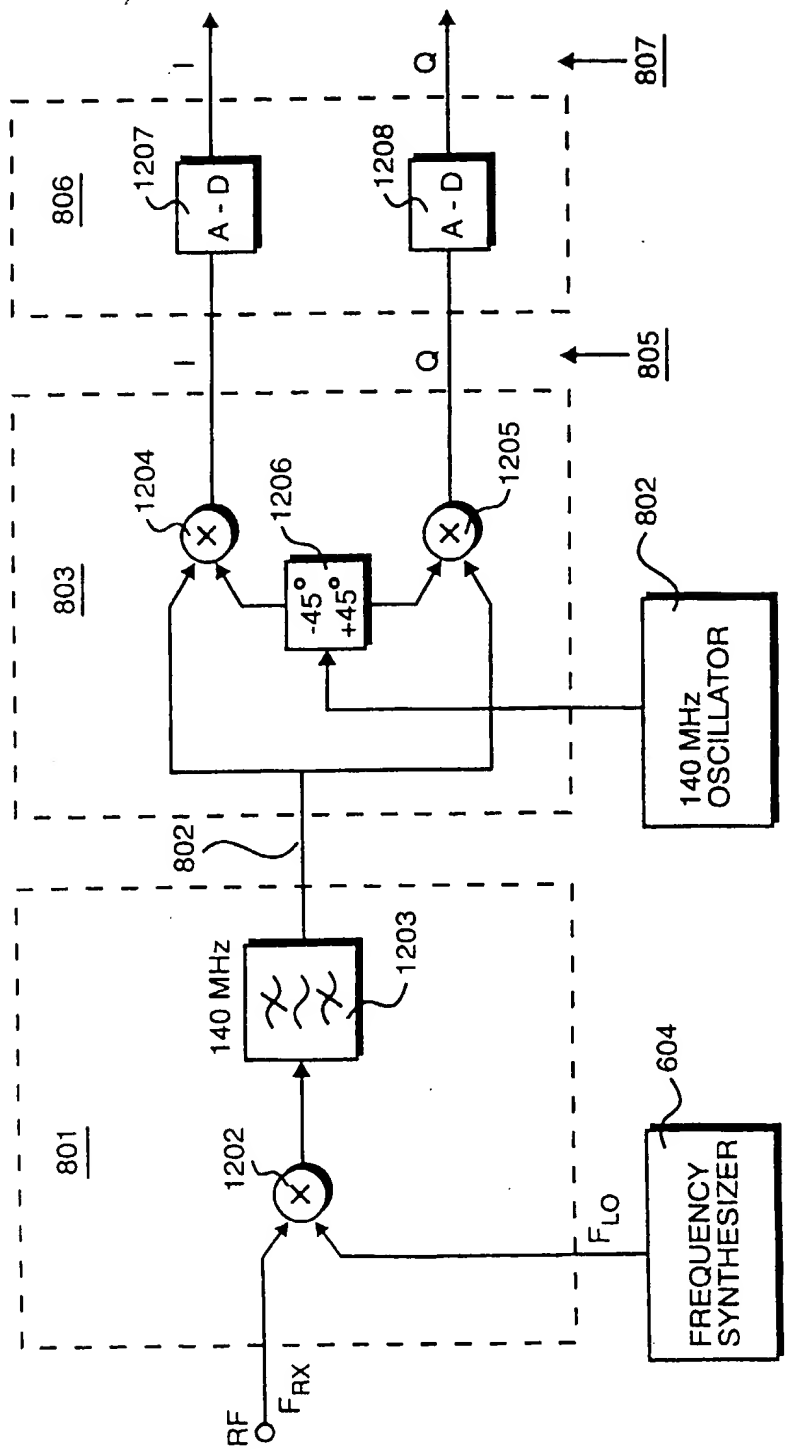 RF
F_RX
801
1202
140 MHz
1203
F_LO
FREQUENCY
SYNTHESIZER
604
802
803
1204
1206
-45°
+45°
1205
140 MHz
OSCILLATOR
802
I
Q
805
806
1207
A - D
1208
A - D
I
Q
807